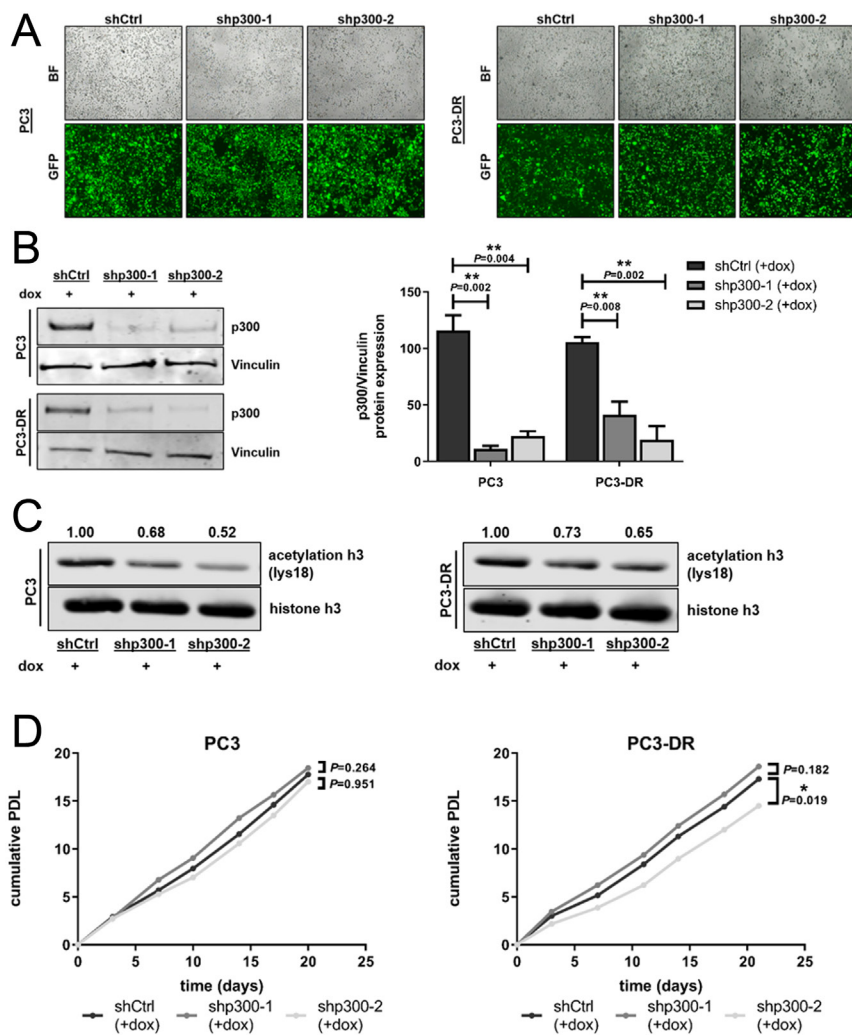 A
shCtrl shp300-1 shp300-2
BF
PC3
GFP
shCtrl shp300-1 shp300-2
BF
PC3-DR
GFP
B
shCtrl shp300-1 shp300-2
dox + + +
PC3
p300
Vinculin
PC3-DR
p300
Vinculin
p300/Vinculin
protein expression
150
100
50
0
**
P=0.004
**
P=0.002
**
P=0.002
**
P=0.008
PC3 PC3-DR
shCtrl (+dox)
shp300-1 (+dox)
shp300-2 (+dox)
C
1.00 0.68 0.52
PC3
acetylation h3
(lys18)
histone h3
shCtrl shp300-1 shp300-2
dox + + +
1.00 0.73 0.65
PC3-DR
acetylation h3
(lys18)
histone h3
shCtrl shp300-1 shp300-2
dox + + +
D
PC3
cumulative PDL
20
15
10
5
0
0 5 10 15 20 25
time (days)
P=0.264
P=0.951
shCtrl shp300-1 shp300-2
(+dox) (+dox) (+dox)
PC3-DR
cumulative PDL
20
15
10
5
0
0 5 10 15 20 25
time (days)
P=0.182
*
P=0.019
shCtrl shp300-1 shp300-2
(+dox) (+dox) (+dox)